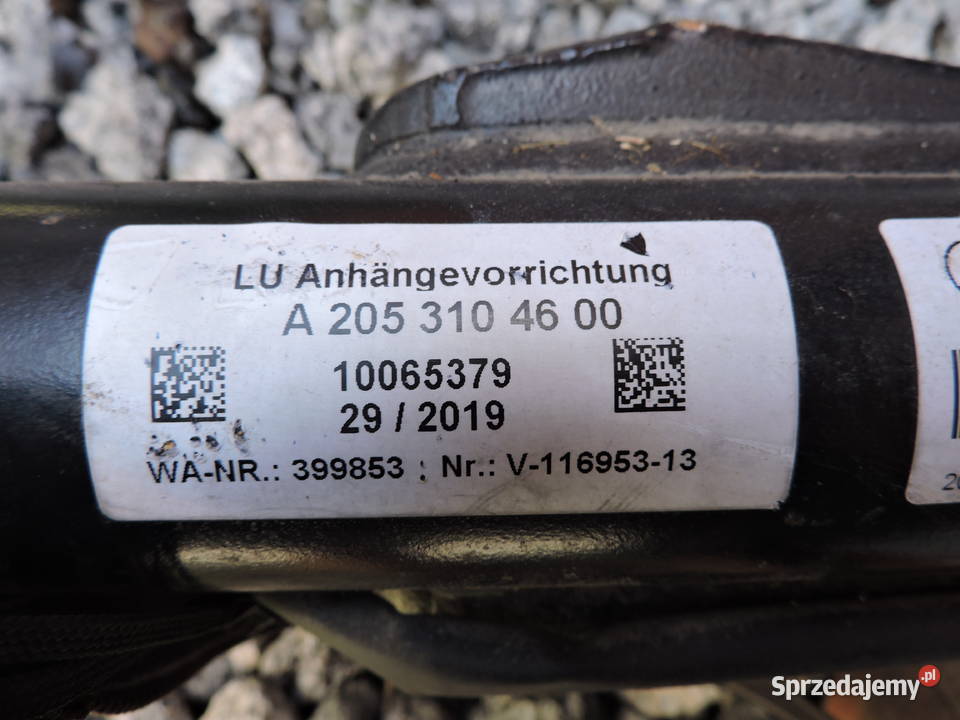 LU Anhängevorrichtung
A 205 310 46 00
10065379
29 / 2019
WA-NR.: 399853 ; Nr.: V-116953-13
Sprzedajemy.pl